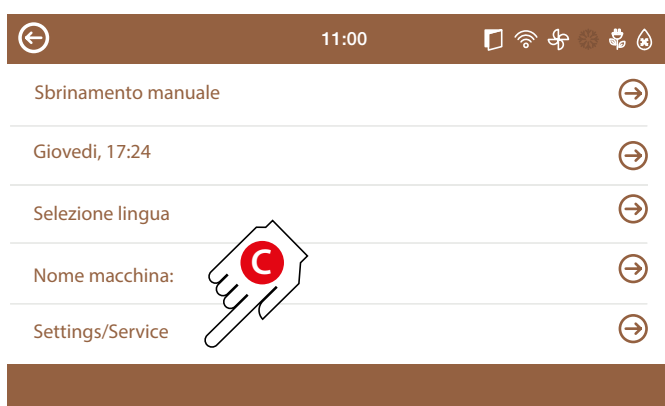 11:00
Sbrinamento manuale
Giovedi, 17:24
Selezione lingua
C
Nome macchina:
Settings/Service